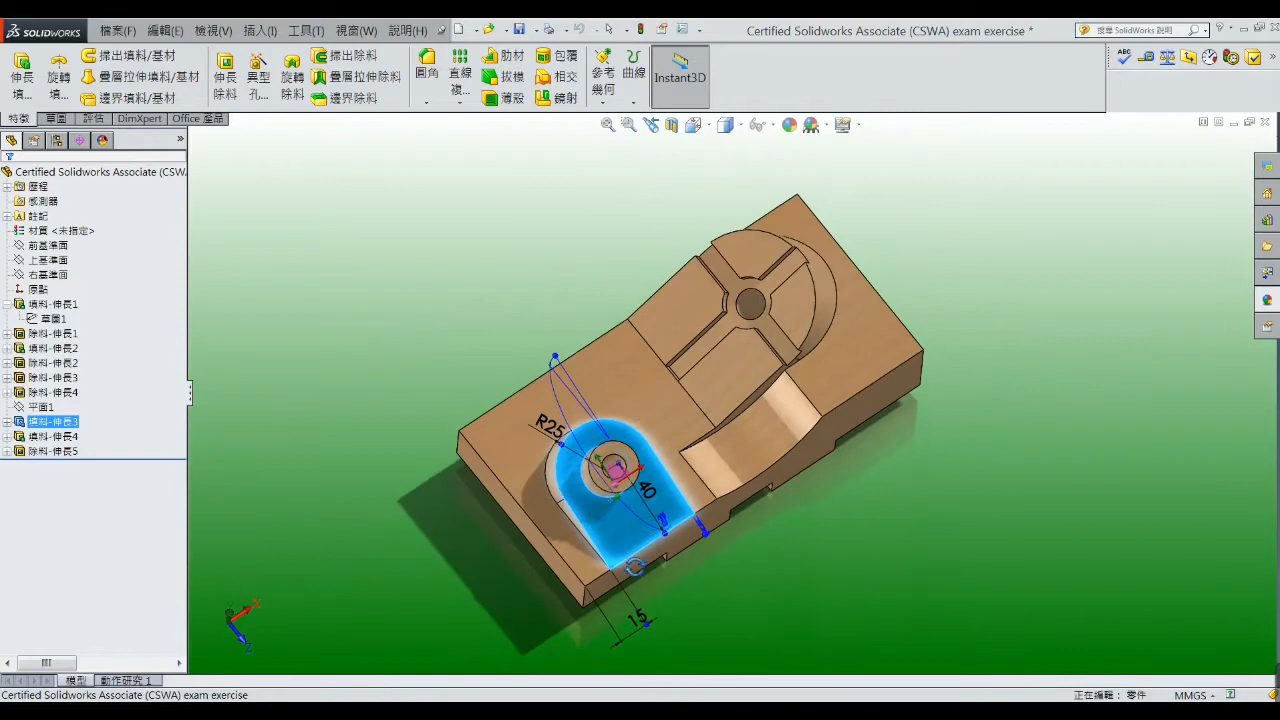 SOLIDWORKS 檔案(F) 編輯(E) 檢視(V) 插入(I) 工具(T) 視窗(W) 說明(H) Certified Solidworks Associate (CSWA) exam exercise * 搜尋 SOLIDWORKS 說明
伸長填... 旋轉填... 掃出填料/基材 疊層拉伸填料/基材 邊界填料/基材 伸長除料 異型孔... 旋轉除料 掃出除料 疊層拉伸除料 邊界除料 圓角 直線複... 肋材 拔模 薄殼 包覆 相交 鏡射 參考幾何 曲線 Instant3D
特徵 草圖 評估 DimXpert Office 產品
Certified Solidworks Associate (CSWA
歷程
感測器
註記
材質 <未指定>
前基準面
上基準面
右基準面
原點
填料-伸長1
草圖1
除料-伸長1
填料-伸長2
除料-伸長2
除料-伸長3
除料-伸長4
平面1
填料-伸長3
填料-伸長4
除料-伸長5
R25
40
15
X
Z
模型 動作研究 1
Certified Solidworks Associate (CSWA) exam exercise 正在編輯: 零件 MMGS